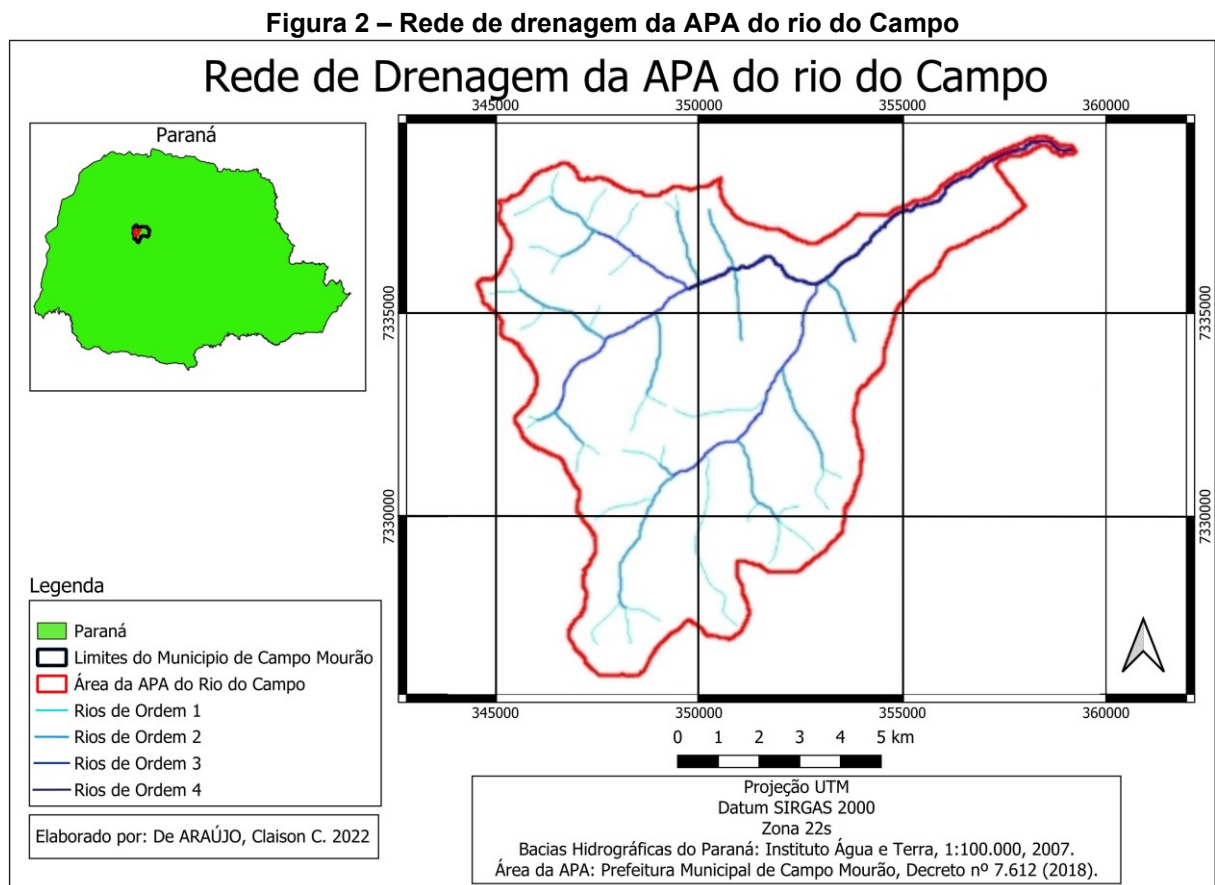 Figura 2 – Rede de drenagem da APA do rio do Campo
Rede de Drenagem da APA do rio do Campo
Paraná
345000 350000 355000 360000
7335000 7335000
7330000 7330000
345000 350000 355000 360000
0 1 2 3 4 5 km
Legenda
Paraná
Limites do Municipio de Campo Mourão
Área da APA do Rio do Campo
Rios de Ordem 1
Rios de Ordem 2
Rios de Ordem 3
Rios de Ordem 4
Elaborado por: De ARAÚJO, Claison C. 2022
Projeção UTM
Datum SIRGAS 2000
Zona 22s
Bacias Hidrográficas do Paraná: Instituto Água e Terra, 1:100.000, 2007.
Área da APA: Prefeitura Municipal de Campo Mourão, Decreto nº 7.612 (2018).